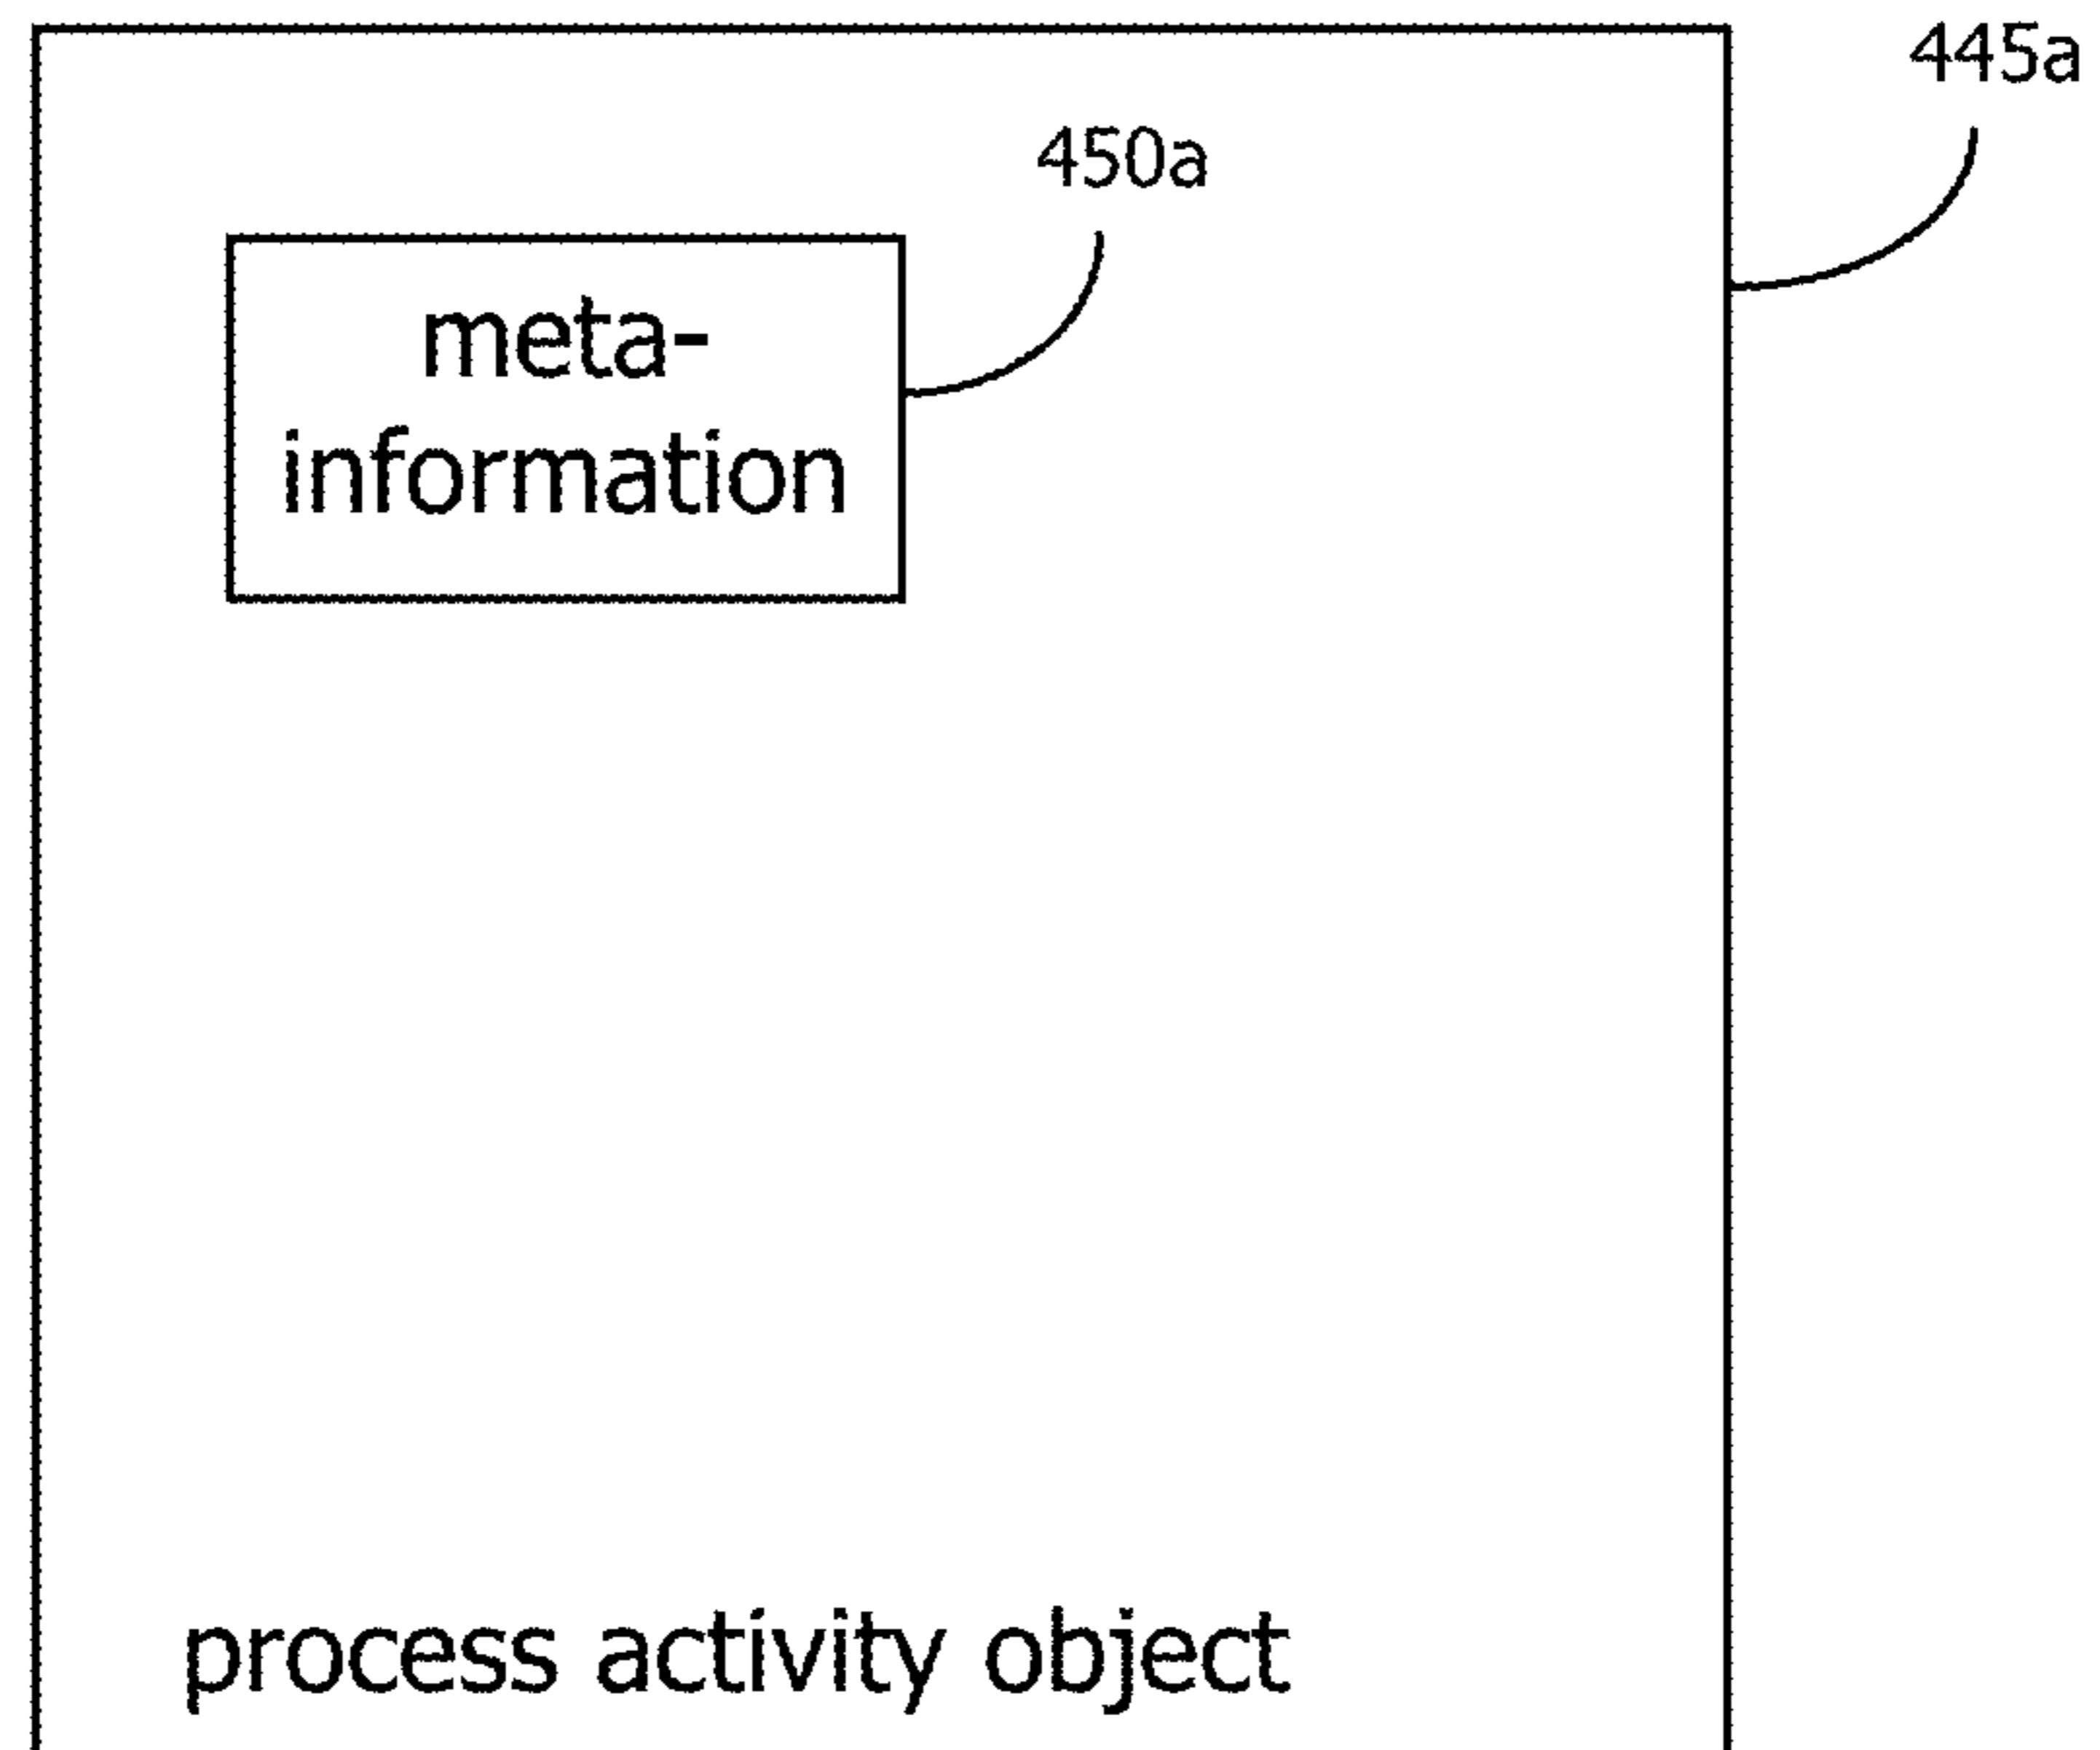 445a
450a
meta-
information
process activity object